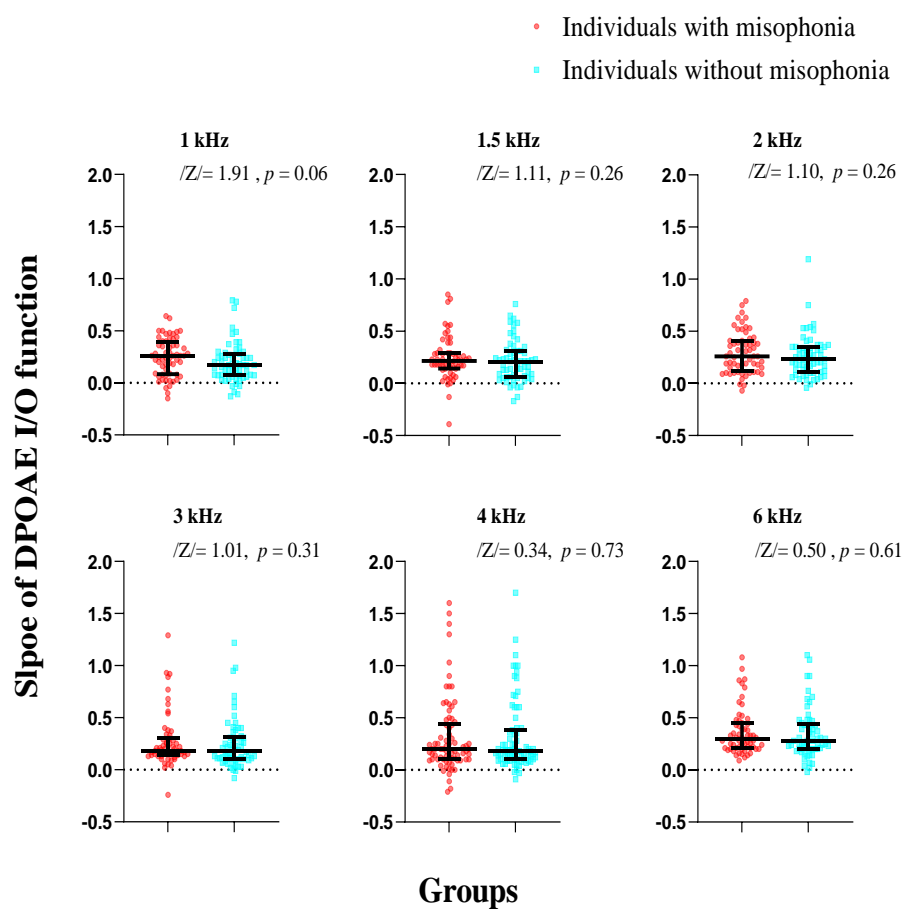 Individuals with misophonia
Individuals without misophonia
1 kHz
/Z/= 1.91 , p = 0.06
2.0
1.5
1.0
0.5
0.0
-0.5
1.5 kHz
/Z/= 1.11, p = 0.26
2.0
1.5
1.0
0.5
0.0
-0.5
2 kHz
/Z/= 1.10, p = 0.26
2.0
1.5
1.0
0.5
0.0
-0.5
Slpoe of DPOAE I/O function
3 kHz
/Z/= 1.01, p = 0.31
2.0
1.5
1.0
0.5
0.0
-0.5
4 kHz
/Z/= 0.34, p = 0.73
2.0
1.5
1.0
0.5
0.0
-0.5
6 kHz
/Z/= 0.50 , p = 0.61
2.0
1.5
1.0
0.5
0.0
-0.5
Groups